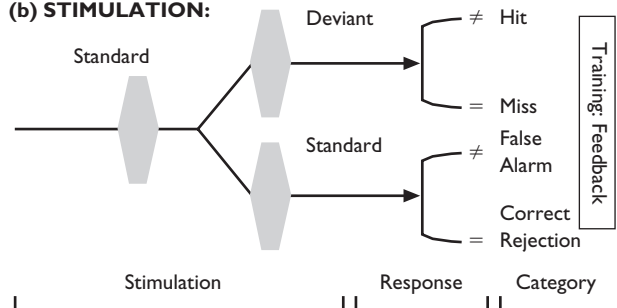 (b) STIMULATION:
Deviant
≠ Hit
Standard
= Miss
Standard
≠ False
Alarm
Correct
= Rejection
Training: Feedback
Stimulation
Response
Category